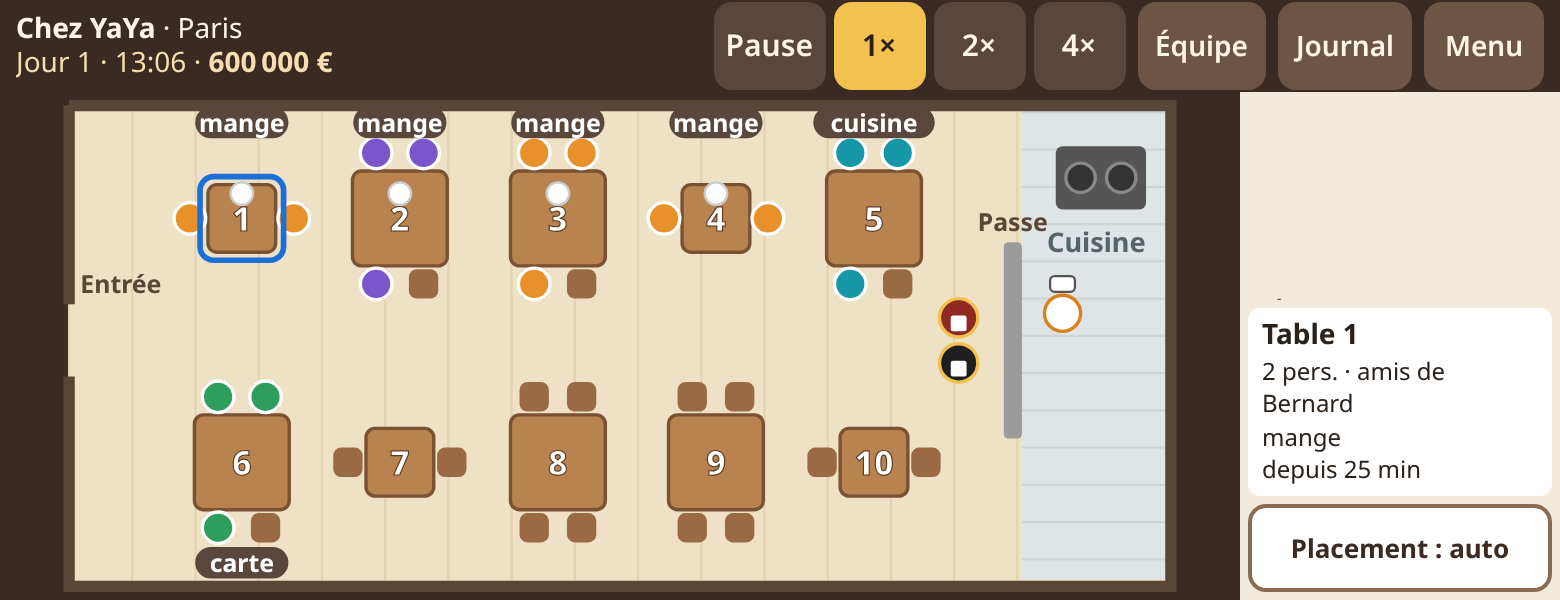 Chez YaYa · Paris
Jour 1 · 13:06 · 600 000 €
Pause
1×
2×
4×
Équipe
Journal
Menu
mange
mange
mange
mange
cuisine
1
2
3
4
5
Passe
Cuisine
Entrée
6
7
8
9
10
carte
-
Table 1
2 pers. · amis de
Bernard
mange
depuis 25 min
Placement : auto